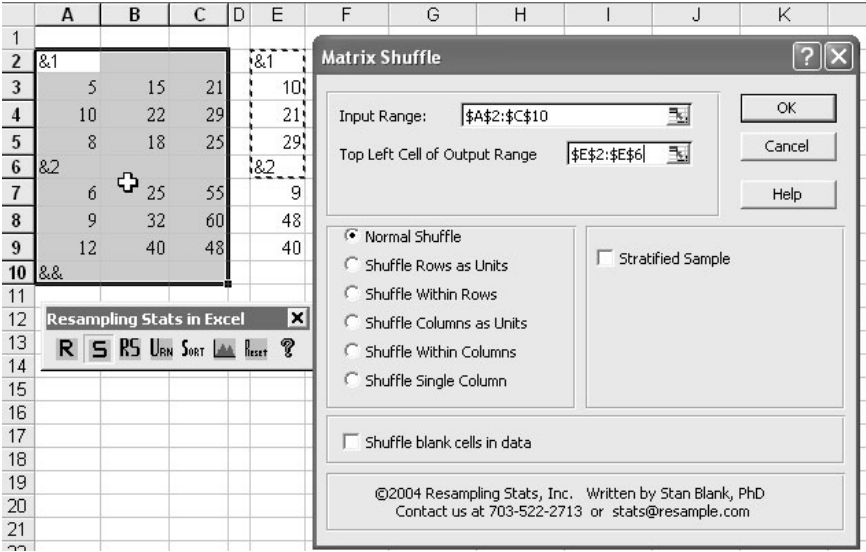 A B C D E F G H I J K
1
2 &1 &1
3 5 15 21 10
4 10 22 29 21
5 8 18 25 29
6 &2 &2
7 6 25 55 9
8 9 32 60 48
9 12 40 48 40
10 &&
11
12
13
14
15
16
17
18
19
20
21
22
Resampling Stats in Excel
R S RS URN SORT Reset ?
Matrix Shuffle
Input Range: $A$2:$C$10
Top Left Cell of Output Range $E$2:$E$6
OK
Cancel
Help
Normal Shuffle
Shuffle Rows as Units
Shuffle Within Rows
Shuffle Columns as Units
Shuffle Within Columns
Shuffle Single Column
Stratified Sample
Shuffle blank cells in data
©2004 Resampling Stats, Inc. Written by Stan Blank, PhD
Contact us at 703-522-2713 or stats@resample.com